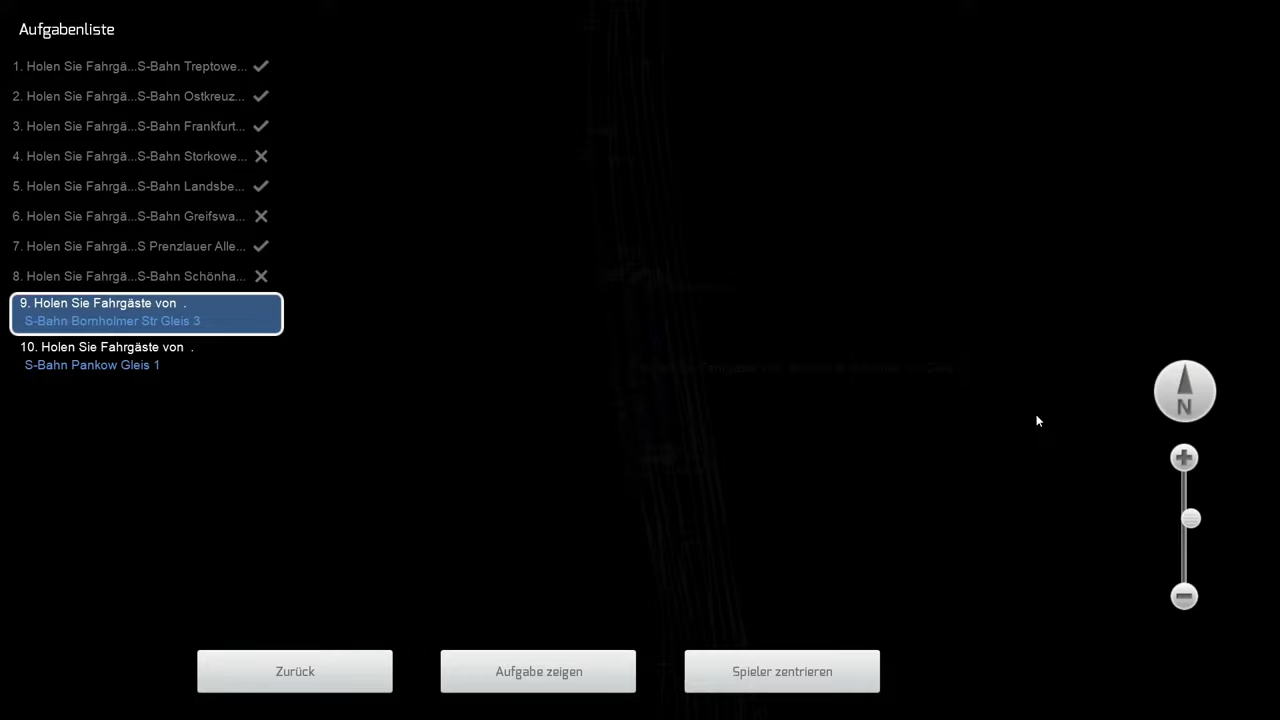 Aufgabenliste
1. Holen Sie Fahrgä...S-Bahn Treptowe...
2. Holen Sie Fahrgä...S-Bahn Ostkreuz...
3. Holen Sie Fahrgä...S-Bahn Frankfurt...
4. Holen Sie Fahrgä...S-Bahn Storkowe...
5. Holen Sie Fahrgä...S-Bahn Landsbe...
6. Holen Sie Fahrgä...S-Bahn Greifswa...
7. Holen Sie Fahrgä...S Prenzlauer Alle...
8. Holen Sie Fahrgä...S-Bahn Schönha...
9. Holen Sie Fahrgäste von .
S-Bahn Bornholmer Str Gleis 3
10. Holen Sie Fahrgäste von .
S-Bahn Pankow Gleis 1
N
Zurück
Aufgabe zeigen
Spieler zentrieren